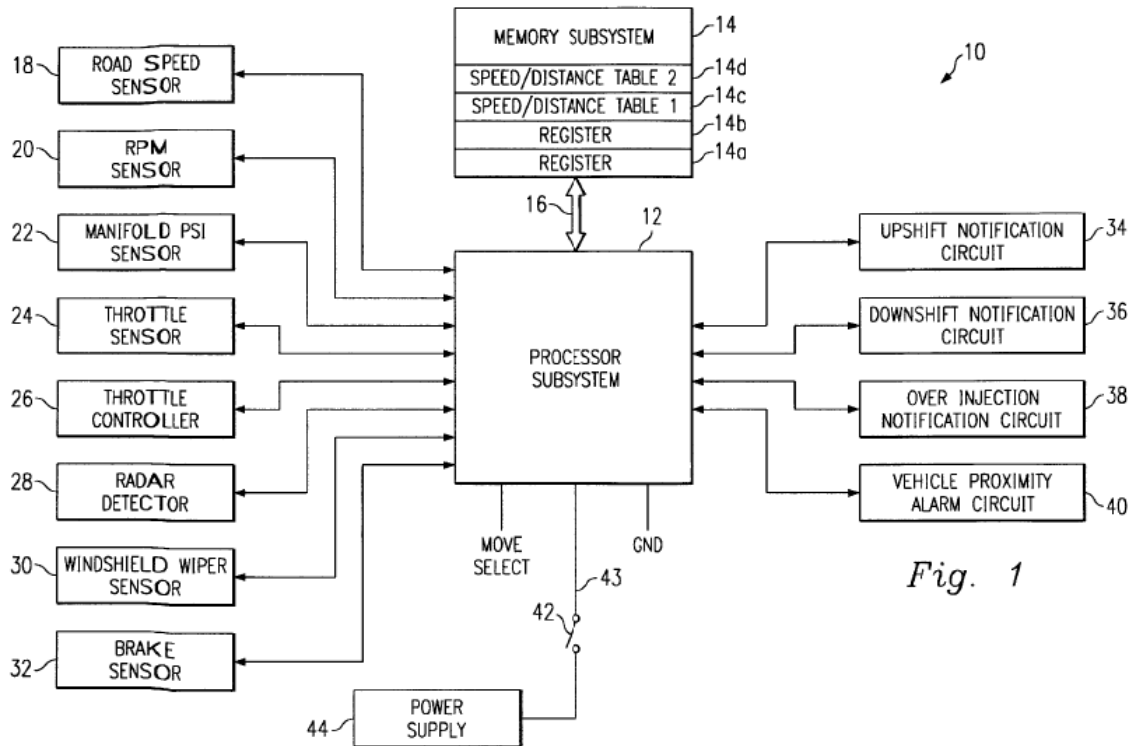 MEMORY SUBSYSTEM
14
SPEED/DISTANCE TABLE 2
14d
SPEED/DISTANCE TABLE 1
14c
REGISTER
14b
REGISTER
14a
10
16
12
18
ROAD SPEED
SENSOR
20
RPM
SENSOR
22
MANIFOLD PSI
SENSOR
24
THROTTLE
SENSOR
26
THROTTLE
CONTROLLER
28
RADAR
DETECTOR
30
WINDSHIELD WIPER
SENSOR
32
BRAKE
SENSOR
PROCESSOR
SUBSYSTEM
UPSHIFT NOTIFICATION
CIRCUIT
34
DOWNSHIFT NOTIFICATION
CIRCUIT
36
OVER INJECTION
NOTIFICATION CIRCUIT
38
VEHICLE PROXIMITY
ALARM CIRCUIT
40
MOVE
SELECT
GND
43
42
44
POWER
SUPPLY
Fig. 1